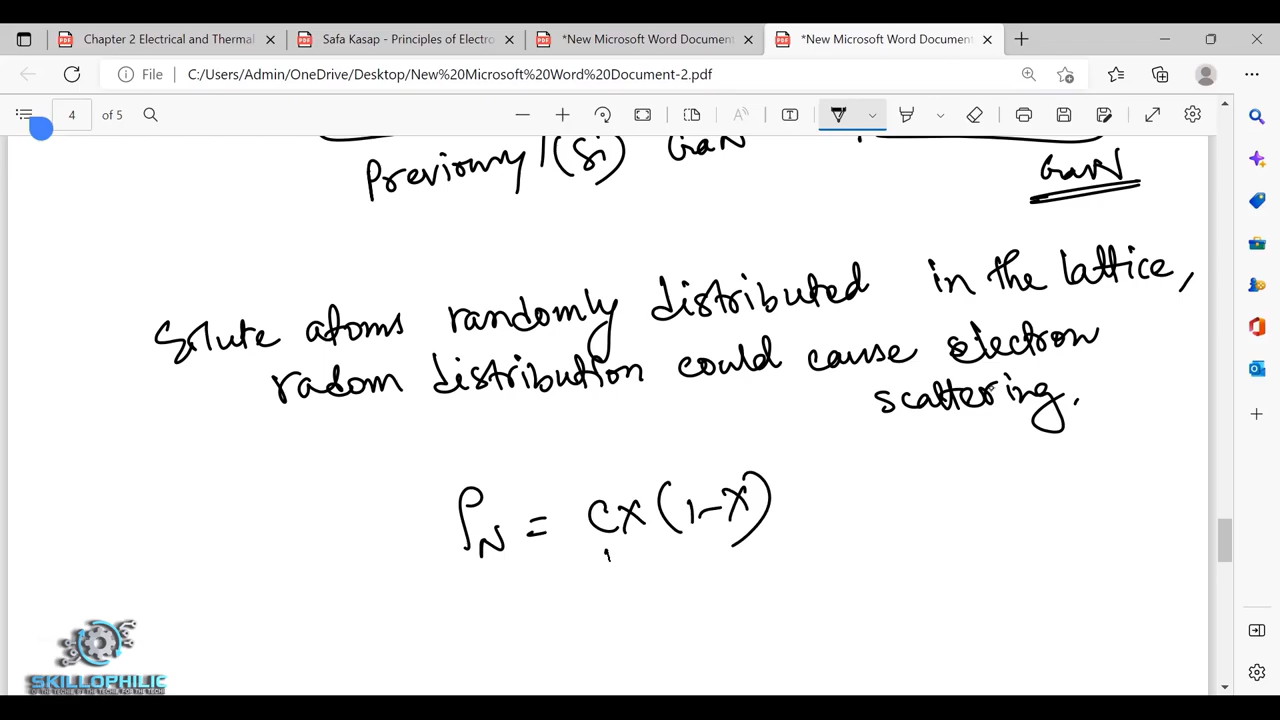 Chapter 2 Electrical and Thermal
Safa Kasap - Principles of Electro
*New Microsoft Word Document
*New Microsoft Word Document
File
C:/Users/Admin/OneDrive/Desktop/New%20Microsoft%20Word%20Document-2.pdf
4 of 5
(Si) GaN
GaN
Solute atoms randomly distributed in the lattice,
radom distribution could cause electron
scattering.
ρN = CX(1-X)
SKILLOPHILIC